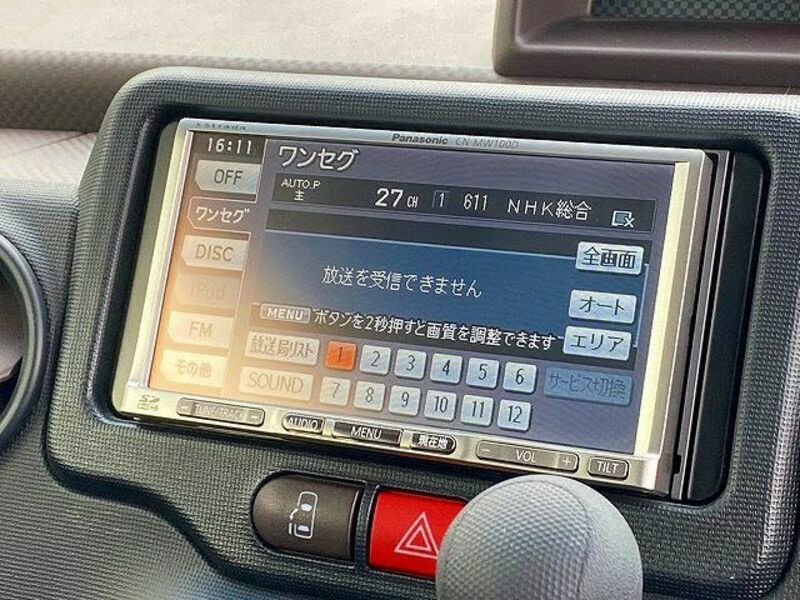 Strada
Panasonic CN-MW100D
16:11
ワンセグ
OFF
AUTO.P
主
27CH 1 611 NHK総合
ワンセグ
DISC
全画面
放送を受信できません
iPod
オート
MENU ボタンを2秒押すと画質を調整できます
エリア
FM
放送局リスト
1 2 3 4 5 6
サービス切換
その他
SOUND
7 8 9 10 11 12
SD
TUNE/TRACK
AUDIO
MENU
現在地
− VOL +
TILT